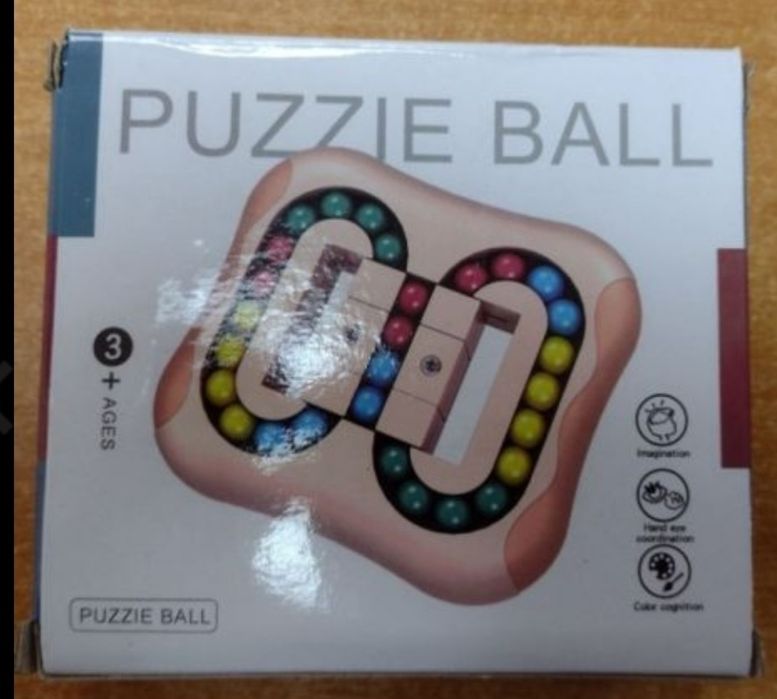 PUZZIE BALL
3
+ AGES
Imagination
Hand eye
coordination
Color cognition
PUZZIE BALL